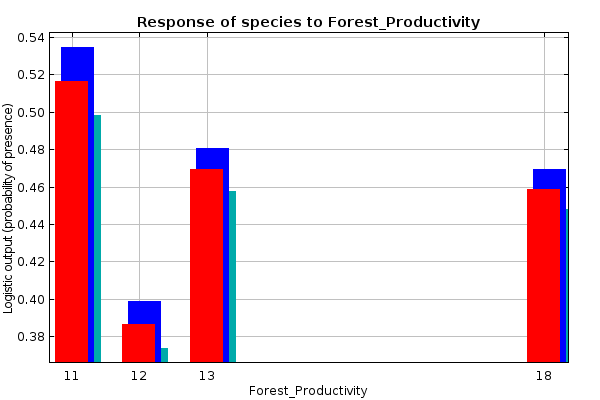 Response of species to Forest_Productivity
Logistic output (probability of presence)
0.54
0.52
0.50
0.48
0.46
0.44
0.42
0.40
0.38
11 12 13 18
Forest_Productivity